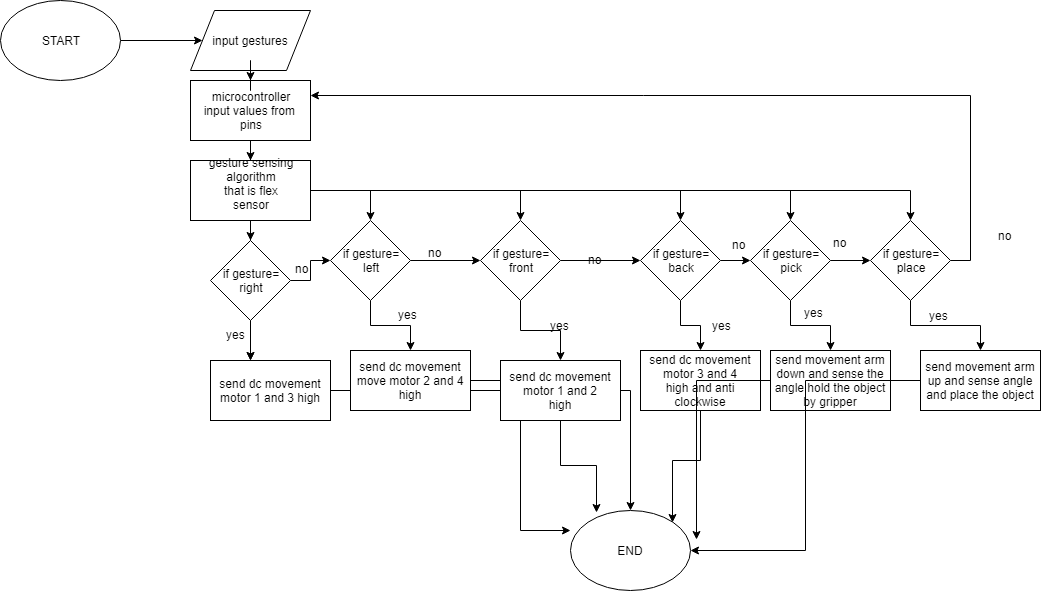 START
input gestures
microcontroller
input values from
pins
gesture sensing
algorithm
that is flex
sensor
if gesture=
right
no
if gesture=
left
no
if gesture=
front
no
if gesture=
back
no
if gesture=
pick
no
if gesture=
place
no
yes
yes
yes
yes
yes
yes
send dc movement
motor 1 and 3 high
send dc movement
move motor 2 and 4
high
send dc movement
motor 1 and 2
high
send dc movement
motor 3 and 4
high and anti
clockwise
send movement arm
down and sense the
angle hold the object
by gripper
send movement arm
up and sense angle
and place the object
END